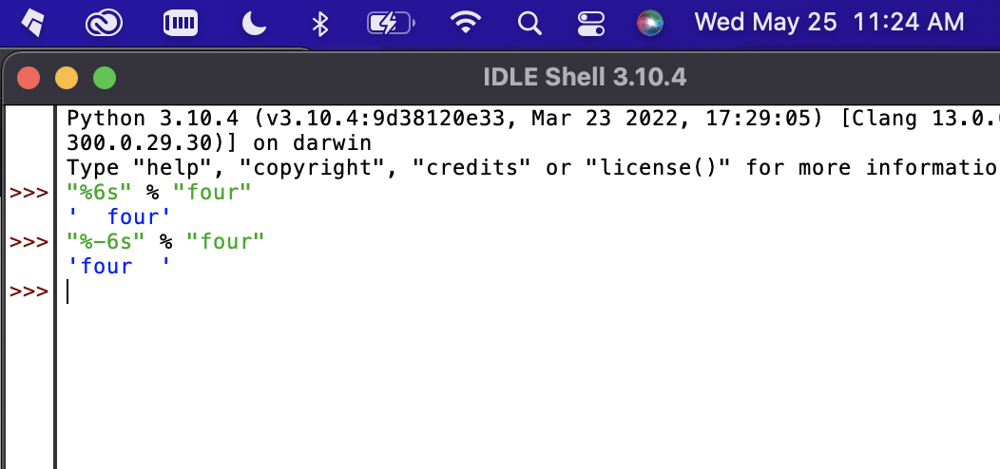 Wed May 25 11:24 AM
IDLE Shell 3.10.4
Python 3.10.4 (v3.10.4:9d38120e33, Mar 23 2022, 17:29:05) [Clang 13.0.
300.0.29.30)] on darwin
Type "help", "copyright", "credits" or "license()" for more informatio
>>> "%6s" % "four"
'  four'
>>> "%-6s" % "four"
'four  '
>>>